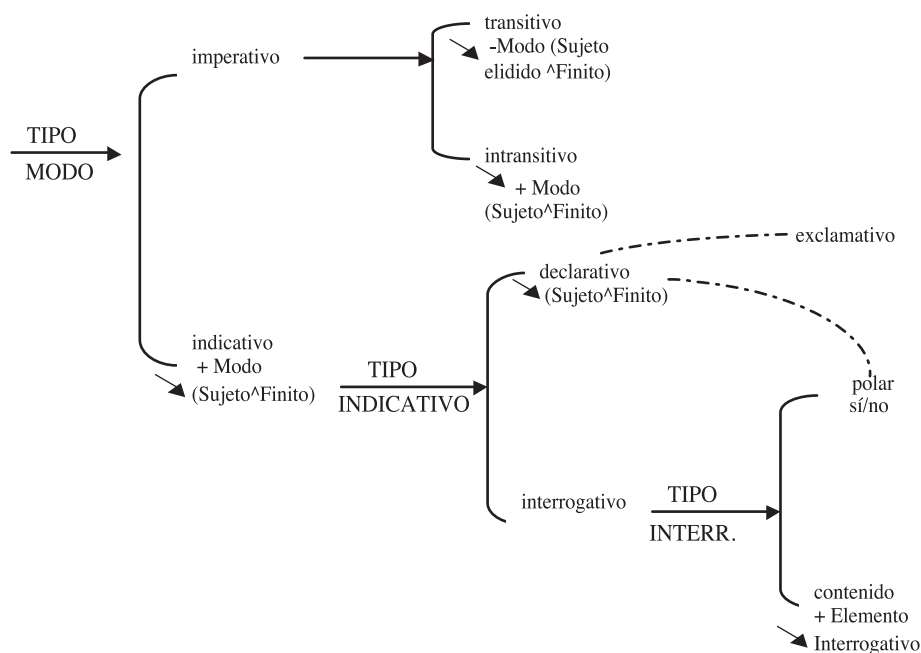 transitivo
-Modo (Sujeto
elidido ^Finito)
imperativo
TIPO
MODO
intransitivo
+ Modo
(Sujeto^Finito)
exclamativo
declarativo
(Sujeto^Finito)
indicativo
+ Modo
(Sujeto^Finito)
TIPO
INDICATIVO
polar
sí/no
interrogativo
TIPO
INTERR.
contenido
+ Elemento
Interrogativo